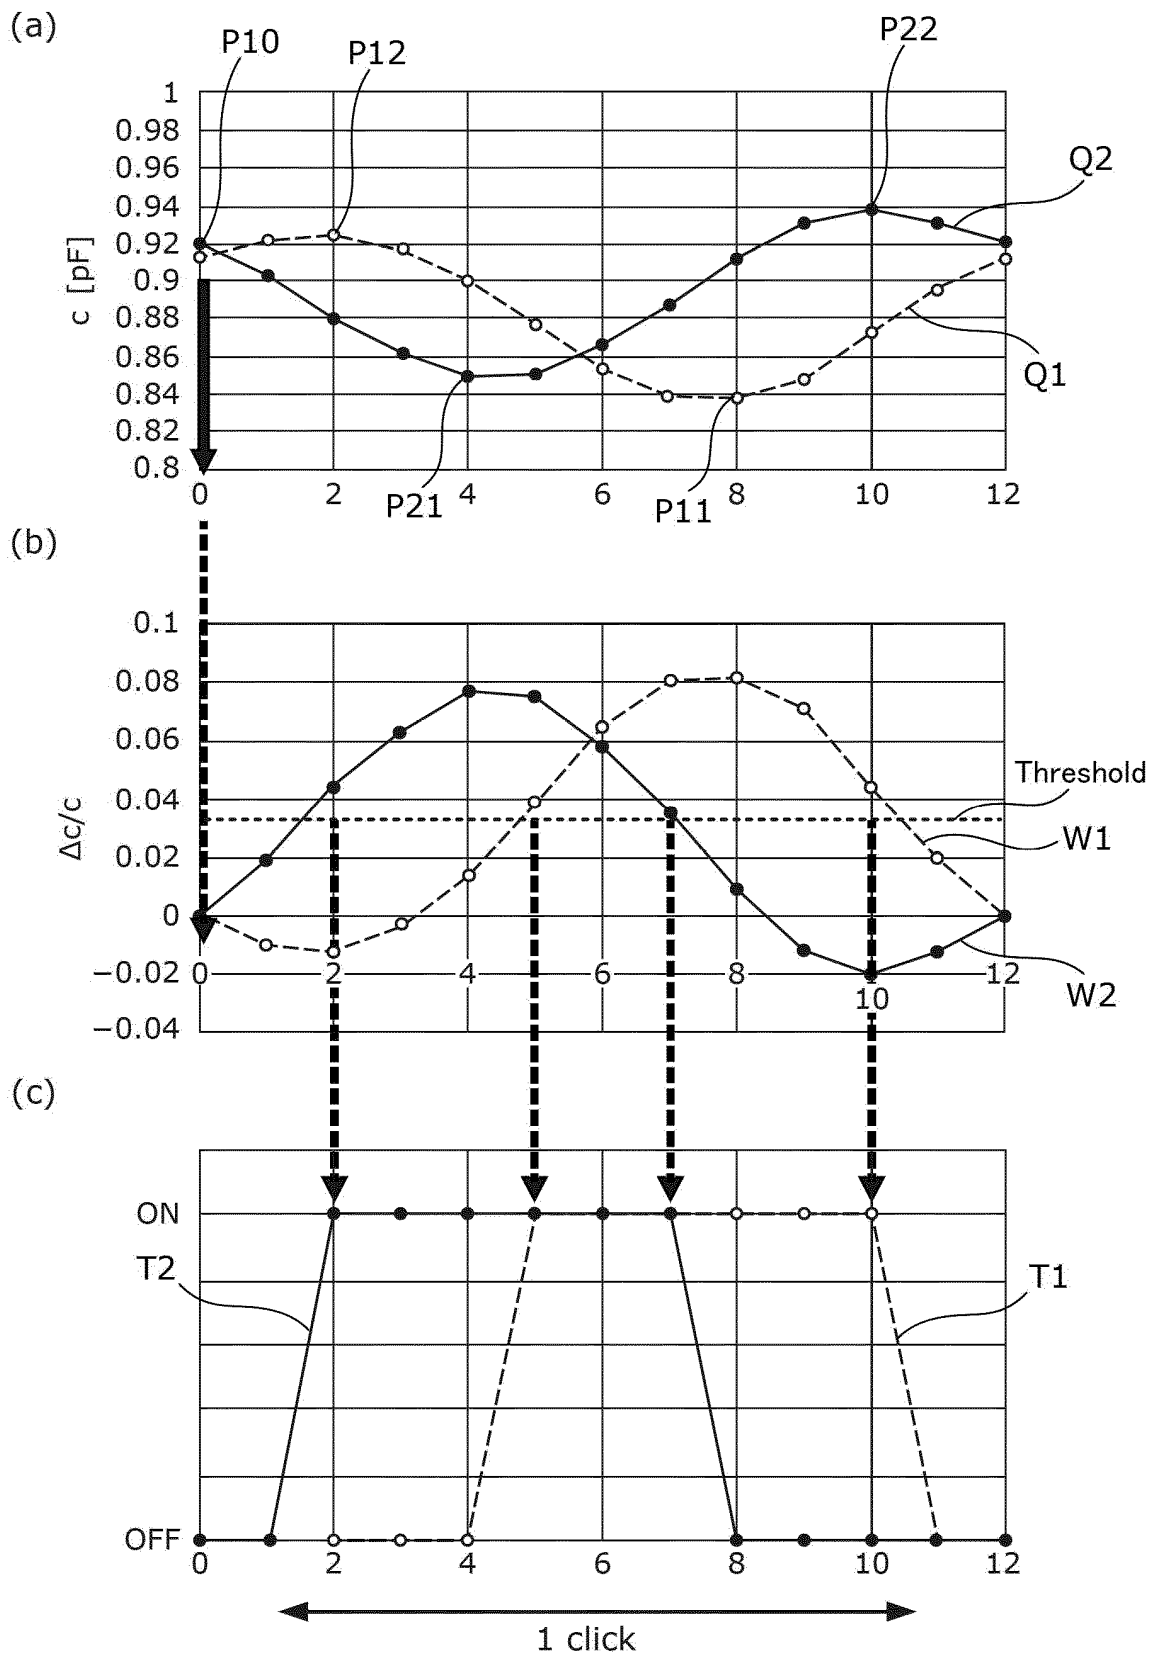 (a)
P10
P12
P22
1
0.98
0.96
0.94
0.92
0.9
0.88
0.86
0.84
0.82
0.8
c [pF]
Q2
Q1
P21
P11
0 2 4 6 8 10 12
(b)
0.1
0.08
0.06
0.04
0.02
0
−0.02
−0.04
Δc/c
Threshold
W1
W2
0 2 4 6 8 10 12
(c)
ON
T2
T1
OFF
0 2 4 6 8 10 12
1 click